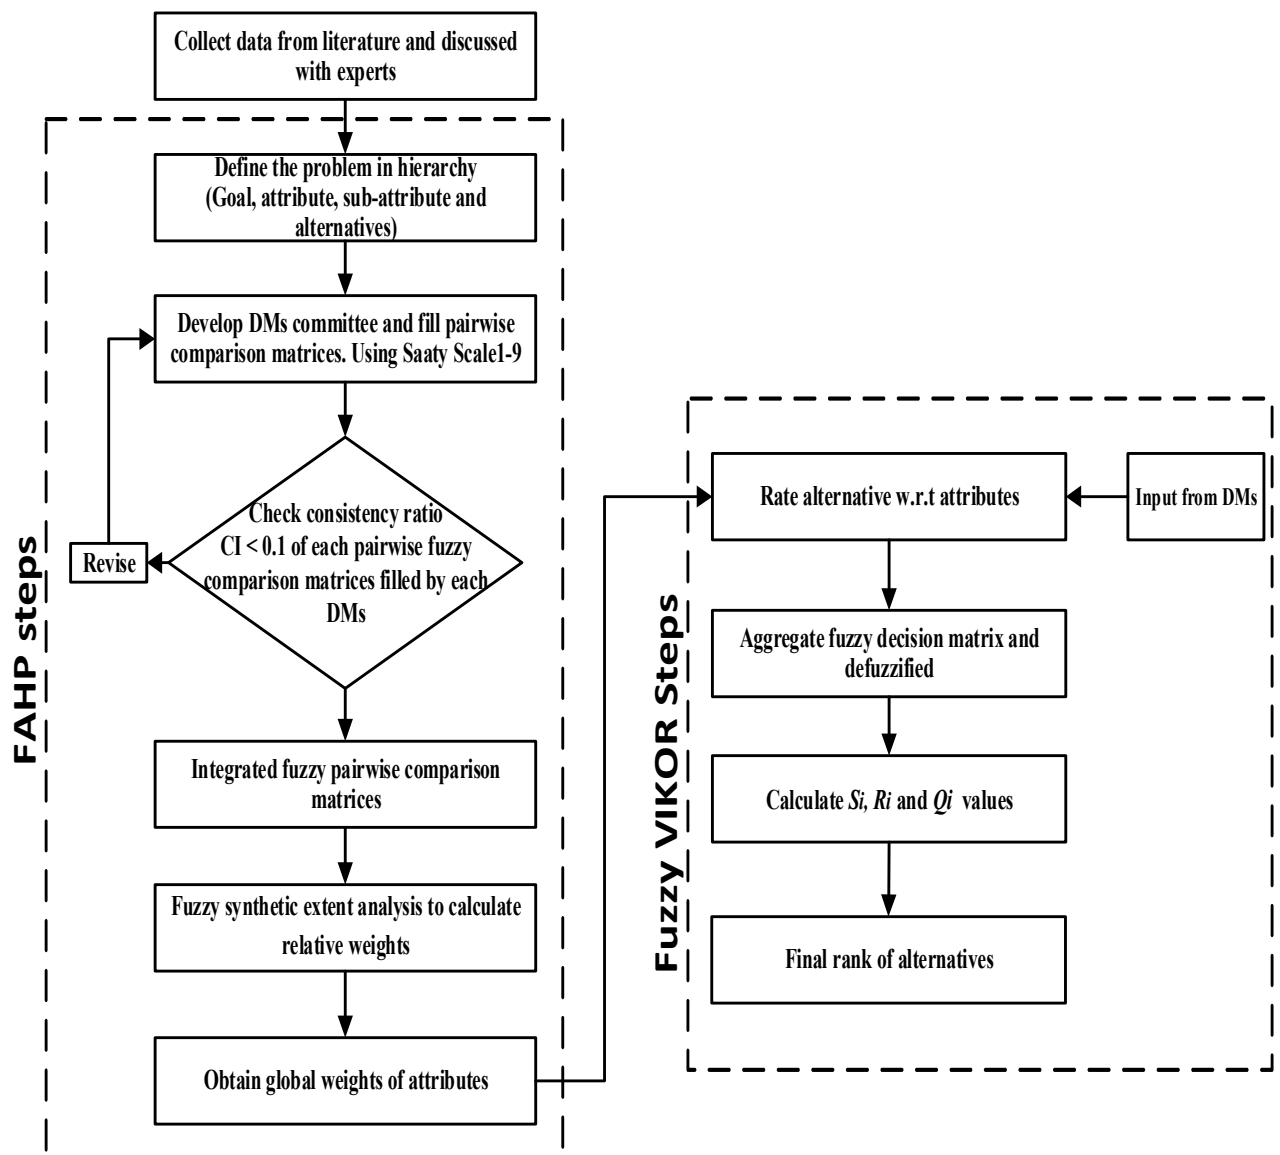 Collect data from literature and discussed
with experts
Define the problem in hierarchy
(Goal, attribute, sub-attribute and
alternatives)
Develop DMs committee and fill pairwise
comparison matrices. Using Saaty Scale1-9
Check consistency ratio
CI < 0.1 of each pairwise fuzzy
comparison matrices filled by each
DMs
Revise
Integrated fuzzy pairwise comparison
matrices
Fuzzy synthetic extent analysis to calculate
relative weights
Obtain global weights of attributes
FAHP steps
Rate alternative w.r.t attributes
Input from DMs
Aggregate fuzzy decision matrix and
defuzzified
Calculate Si, Ri and Qi values
Final rank of alternatives
Fuzzy VIKOR Steps